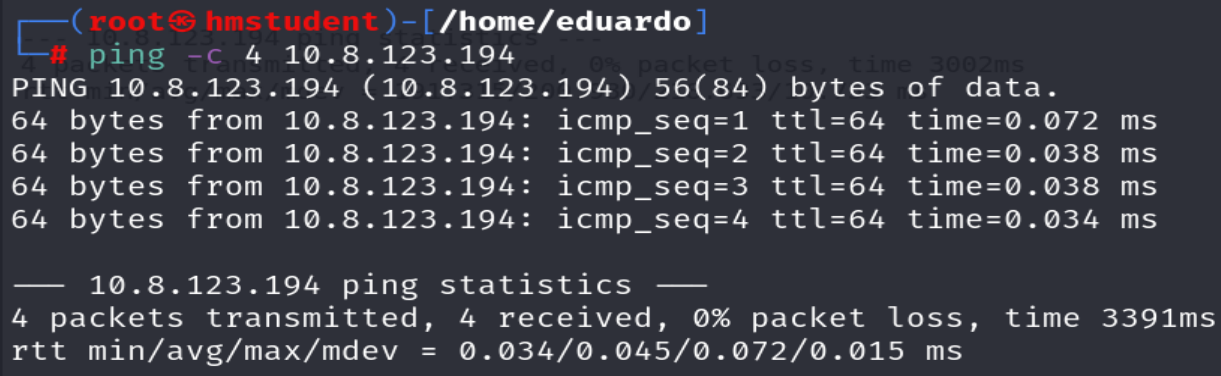 ┌──(root㉿hmstudent)-[/home/eduardo]
└─# ping -c 4 10.8.123.194
PING 10.8.123.194 (10.8.123.194) 56(84) bytes of data.
64 bytes from 10.8.123.194: icmp_seq=1 ttl=64 time=0.072 ms
64 bytes from 10.8.123.194: icmp_seq=2 ttl=64 time=0.038 ms
64 bytes from 10.8.123.194: icmp_seq=3 ttl=64 time=0.038 ms
64 bytes from 10.8.123.194: icmp_seq=4 ttl=64 time=0.034 ms
--- 10.8.123.194 ping statistics ---
4 packets transmitted, 4 received, 0% packet loss, time 3391ms
rtt min/avg/max/mdev = 0.034/0.045/0.072/0.015 ms